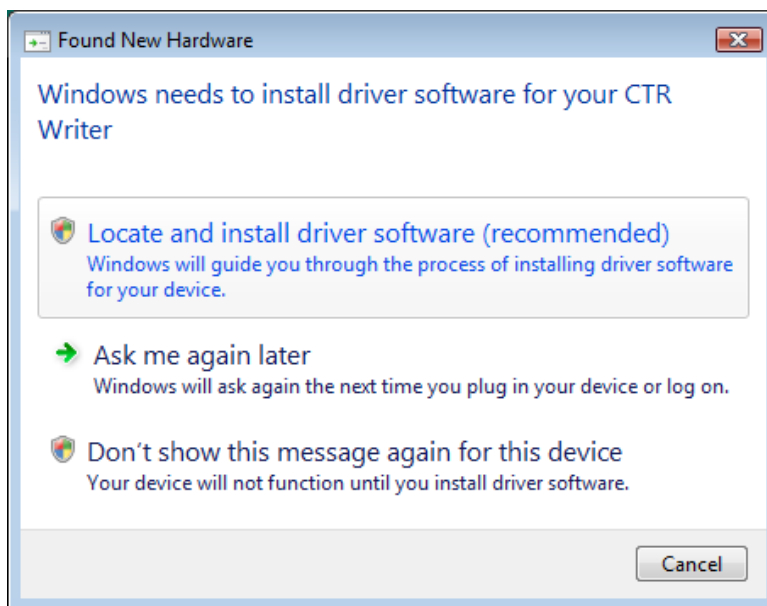 Found New Hardware
Windows needs to install driver software for your CTR
Writer
Locate and install driver software (recommended)
Windows will guide you through the process of installing driver software
for your device.
Ask me again later
Windows will ask again the next time you plug in your device or log on.
Don't show this message again for this device
Your device will not function until you install driver software.
Cancel